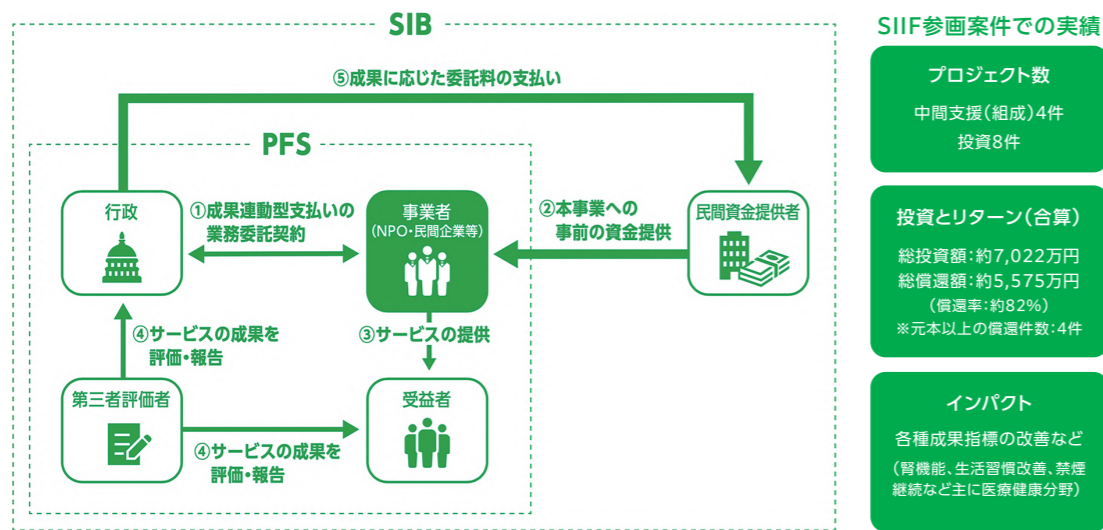 SIB
⑤成果に応じた委託料の支払い
PFS
行政
①成果連動型支払いの
業務委託契約
事業者
(NPO・民間企業等)
②本事業への
事前の資金提供
民間資金提供者
④サービスの成果を
評価・報告
③サービスの提供
第三者評価者
④サービスの成果を
評価・報告
受益者
SIIF参画案件での実績
プロジェクト数
中間支援(組成)4件
投資8件
投資とリターン(合算)
総投資額:約7,022万円
総償還額:約5,575万円
(償還率:約82%)
※元本以上の償還件数:4件
インパクト
各種成果指標の改善など
(腎機能、生活習慣改善、禁煙
継続など主に医療健康分野)